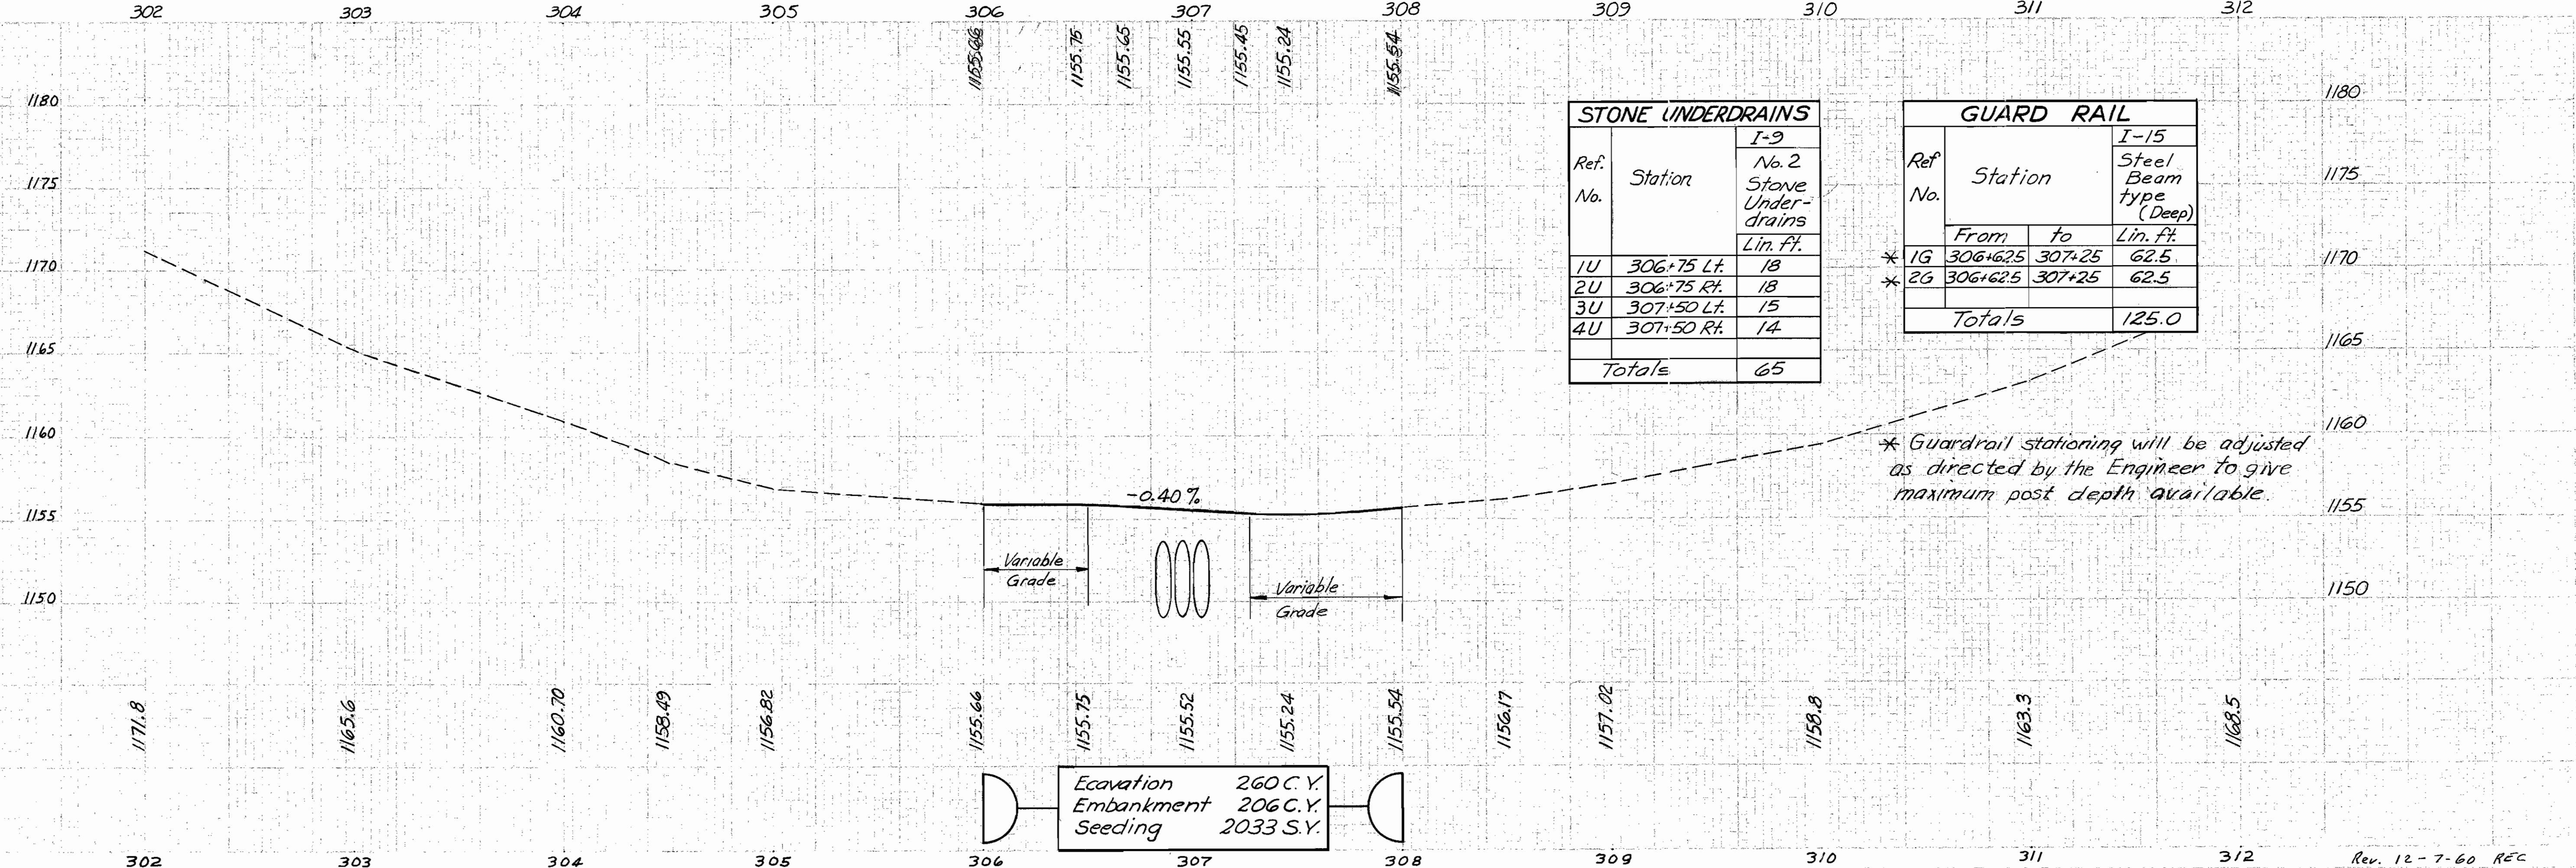 302 303 304 305 306 307 308 309 310 311 312
1155.66 1155.75 1155.65 1155.55 1155.45 1155.24 1155.54
1180 1180
1175 1175
1170 1170
1165 1165
1160 1160
1155 1155
1150 1150
STONE UNDERDRAINS
Ref. No. Station I-9
No. 2
Stone
Under-
drains
Lin. ft.
1U 306+75 Lt. 18
2U 306+75 Rt. 18
3U 307+50 Lt. 15
4U 307+50 Rt. 14
Totals 65
GUARD RAIL
Ref No. Station I-15
Steel
Beam
type
(Deep)
From to Lin. ft.
* 1G 306+62.5 307+25 62.5
* 2G 306+62.5 307+25 62.5
Totals 125.0
* Guardrail stationing will be adjusted
as directed by the Engineer to give
maximum post depth available.
-0.40%
Variable
Grade
Variable
Grade
1171.8 1165.6 1160.70 1158.49 1156.82 1155.66 1155.75 1155.52 1155.24 1155.54 1156.17 1157.02 1158.8 1163.3 1168.5
Ecavation 260 C.Y.
Embankment 206 C.Y.
Seeding 2033 S.Y.
302 303 304 305 306 307 308 309 310 311 312
Rev. 12-7-60 REC